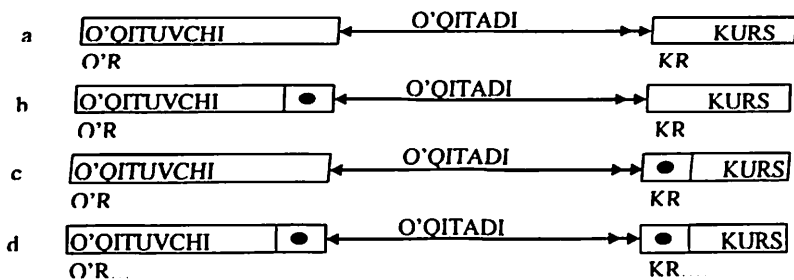 O'QITADI
a O'QITUVCHI KURS
O'R KR
b O'QITUVCHI O'QITADI KURS
O'R KR
O'QITADI
c O'QITUVCHI KURS
O'R KR
O'QITADI
d O'QITUVCHI KURS
O'R... KR....